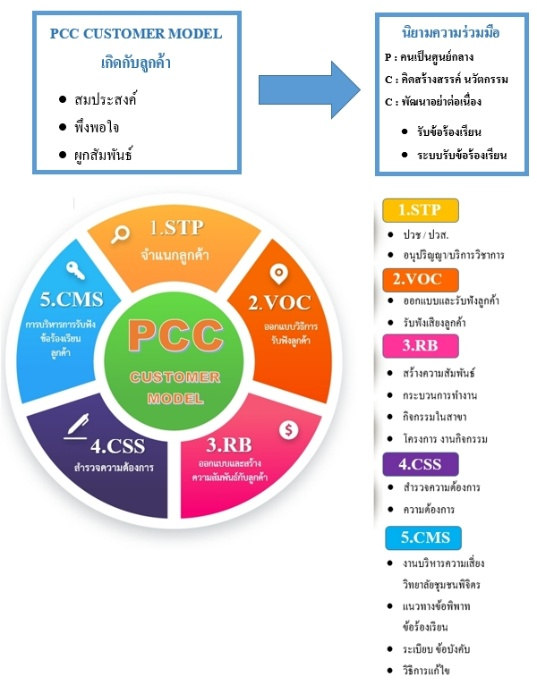 PCC CUSTOMER MODEL
เกิดกับลูกค้า
สมประสงค์
พึงพอใจ
ผูกสัมพันธ์
นิยามความร่วมมือ
P : คนเป็นศูนย์กลาง
C : คิดสร้างสรรค์ นวัตกรรม
C : พัฒนาอย่าต่อเนื่อง
รับข้อร้องเรียน
ระบบรับข้อร้องเรียน
1.STP
จำแนกลูกค้า
2.VOC
ออกแบบวิธีการ
รับฟังลูกค้า
3.RB
ออกแบบและสร้าง
ความสัมพันธ์กับลูกค้า
4.CSS
สำรวจความต้องการ
5.CMS
การบริหารการรับฟัง
ข้อร้องเรียน
ลูกค้า
PCC
CUSTOMER
MODEL
1.STP
ปวช / ปวส.
อนุปริญญา/บริการวิชาการ
2.VOC
ออกแบบและรับฟังลูกค้า
รับฟังเสียงลูกค้า
3.RB
สร้างความสัมพันธ์
กระบวนการทำงาน
กิจกรรมในสาขา
โครงการ งานกิจกรรม
4.CSS
สำรวจความต้องการ
ความต้องการ
5.CMS
งานบริหารความเสี่ยง
วิทยาลัยชุมชนพิจิตร
แนวทางข้อพิพาท
ข้อร้องเรียน
ระเบียบ ข้อบังคับ
วิธีการแก้ไข